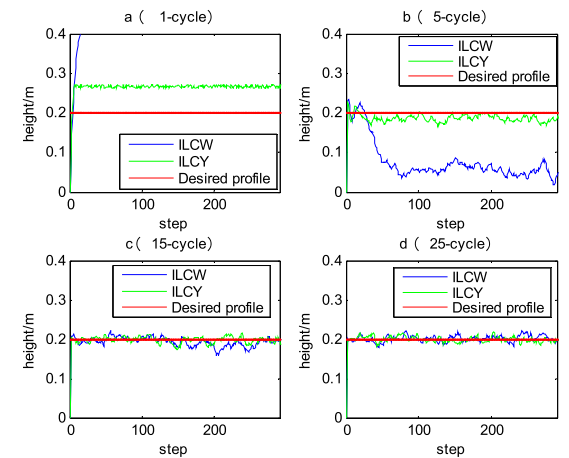 a（ 1-cycle）
0.4
0.3
0.2
0.1
0
height/m
ILCW
ILCY
Desired profile
0 100 200
step
b（ 5-cycle）
0.4
0.3
0.2
0.1
0
height/m
ILCW
ILCY
Desired profile
0 100 200
step
c（ 15-cycle）
0.4
0.3
0.2
0.1
0
height/m
ILCW
ILCY
Desired profile
0 100 200
step
d（ 25-cycle）
0.4
0.3
0.2
0.1
0
height/m
ILCW
ILCY
Desired profile
0 100 200
step